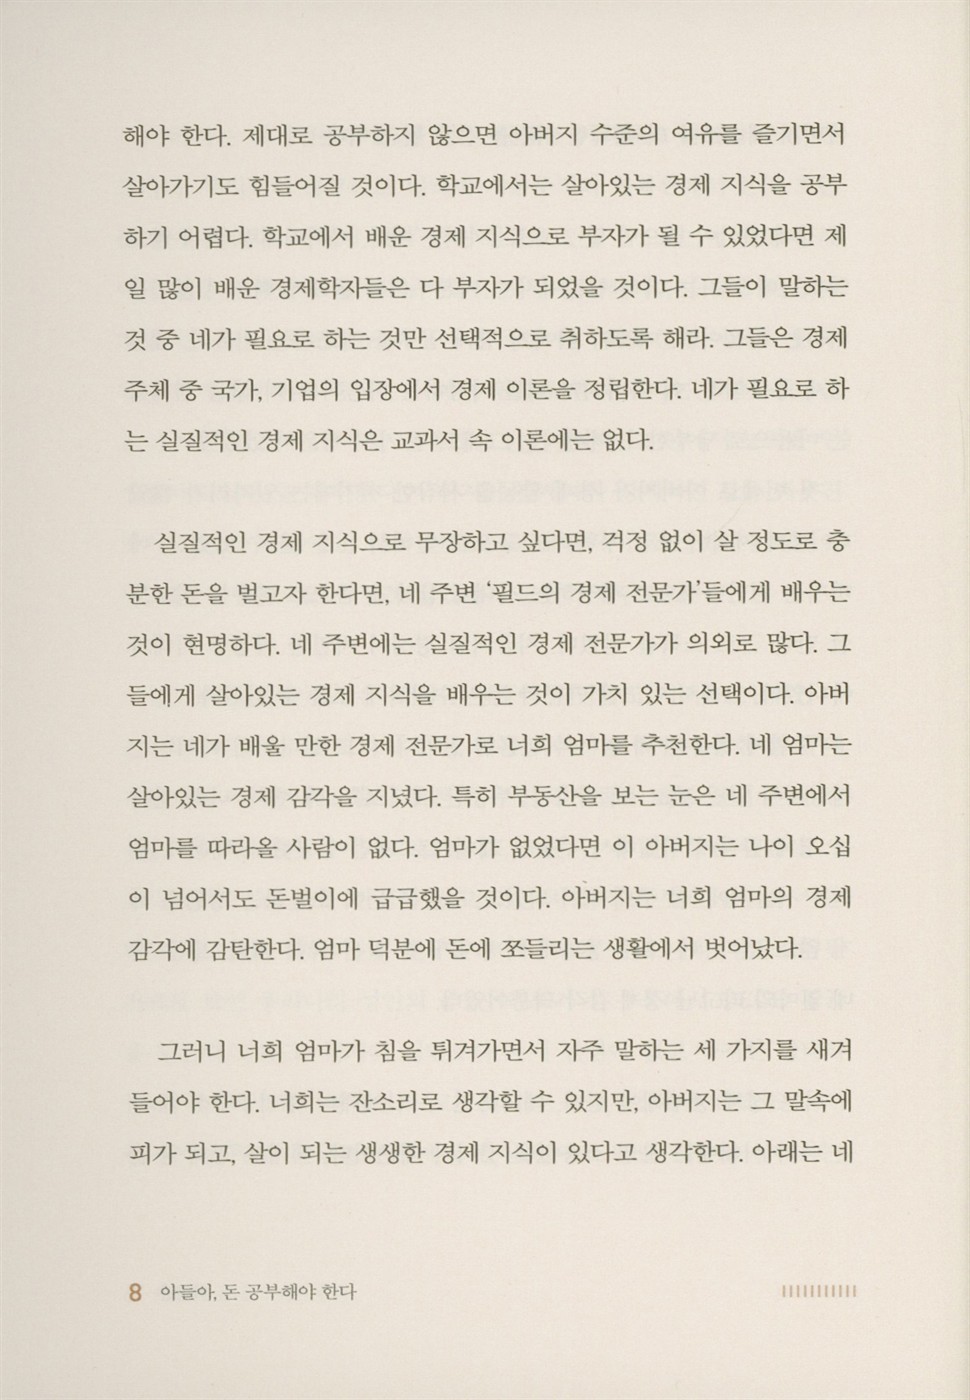 해야 한다. 제대로 공부하지 않으면 아버지 수준의 여유를 즐기면서
살아가기도 힘들어질 것이다. 학교에서는 살아있는 경제 지식을 공부
하기 어렵다. 학교에서 배운 경제 지식으로 부자가 될 수 있었다면 제
일 많이 배운 경제학자들은 다 부자가 되었을 것이다. 그들이 말하는
것 중 네가 필요로 하는 것만 선택적으로 취하도록 해라. 그들은 경제
주체 중 국가, 기업의 입장에서 경제 이론을 정립한다. 네가 필요로 하
는 실질적인 경제 지식은 교과서 속 이론에는 없다.
실질적인 경제 지식으로 무장하고 싶다면, 걱정 없이 살 정도로 충
분한 돈을 벌고자 한다면, 네 주변 ‘필드의 경제 전문가’들에게 배우는
것이 현명하다. 네 주변에는 실질적인 경제 전문가가 의외로 많다. 그
들에게 살아있는 경제 지식을 배우는 것이 가치 있는 선택이다. 아버
지는 네가 배울 만한 경제 전문가로 너희 엄마를 추천한다. 네 엄마는
살아있는 경제 감각을 지녔다. 특히 부동산을 보는 눈은 네 주변에서
엄마를 따라올 사람이 없다. 엄마가 없었다면 이 아버지는 나이 오십
이 넘어서도 돈벌이에 급급했을 것이다. 아버지는 너희 엄마의 경제
감각에 감탄한다. 엄마 덕분에 돈에 쪼들리는 생활에서 벗어났다.
그러니 너희 엄마가 침을 튀겨가면서 자주 말하는 세 가지를 새겨
들어야 한다. 너희는 잔소리로 생각할 수 있지만, 아버지는 그 말속에
피가 되고, 살이 되는 생생한 경제 지식이 있다고 생각한다. 아래는 네
8 아들아, 돈 공부해야 한다